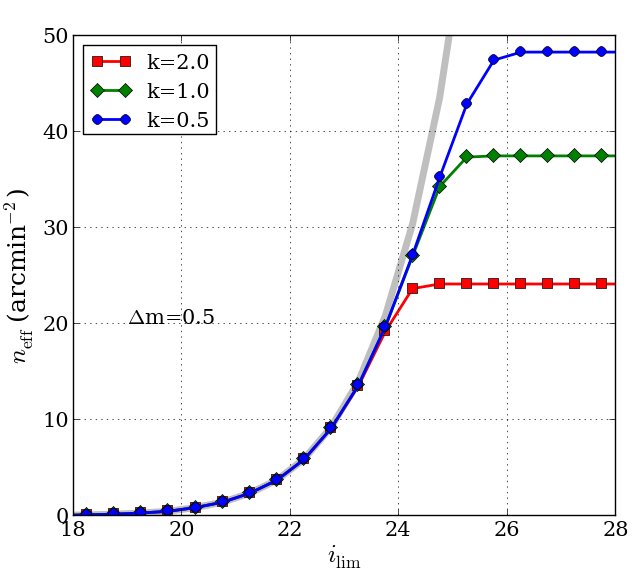 50
40
30
20
10
0
n_eff (arcmin^−2)
k=2.0
k=1.0
k=0.5
Δm=0.5
18 20 22 24 26 28
i_lim